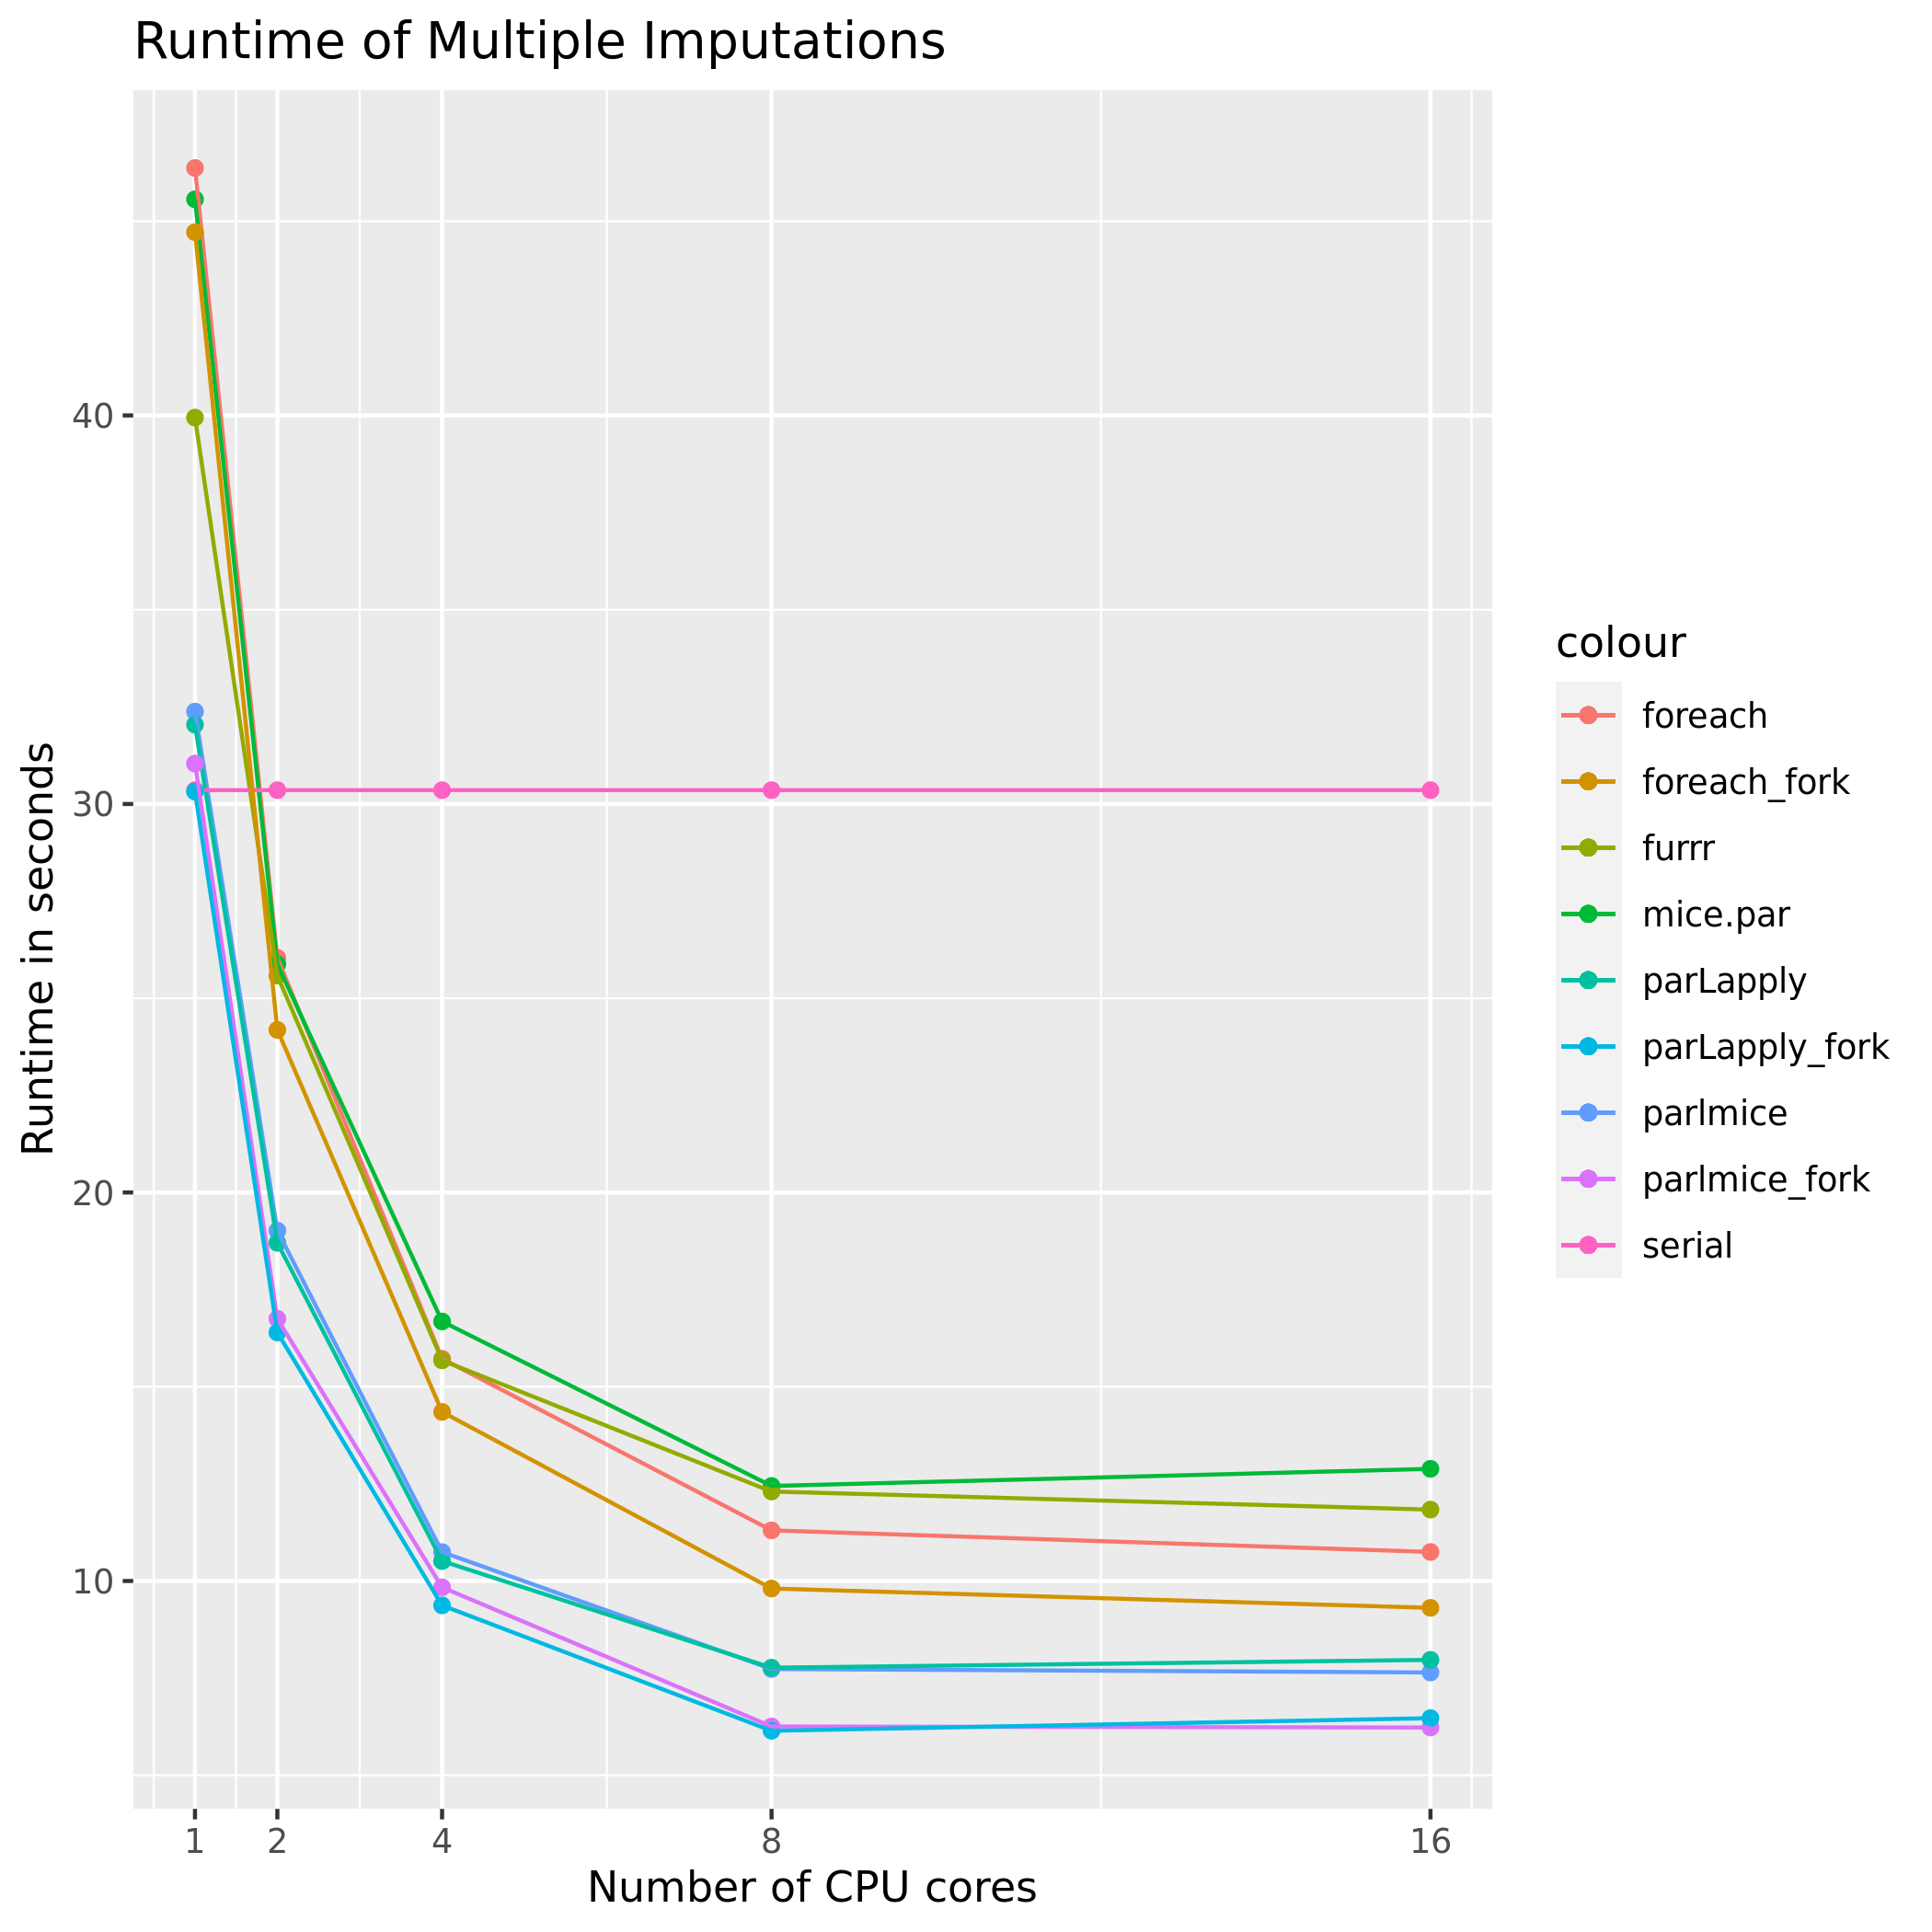 Runtime of Multiple Imputations
Runtime in seconds
40
30
20
10
1 2 4 8 16
Number of CPU cores
colour
foreach
foreach_fork
furrr
mice.par
parLapply
parLapply_fork
parlmice
parlmice_fork
serial